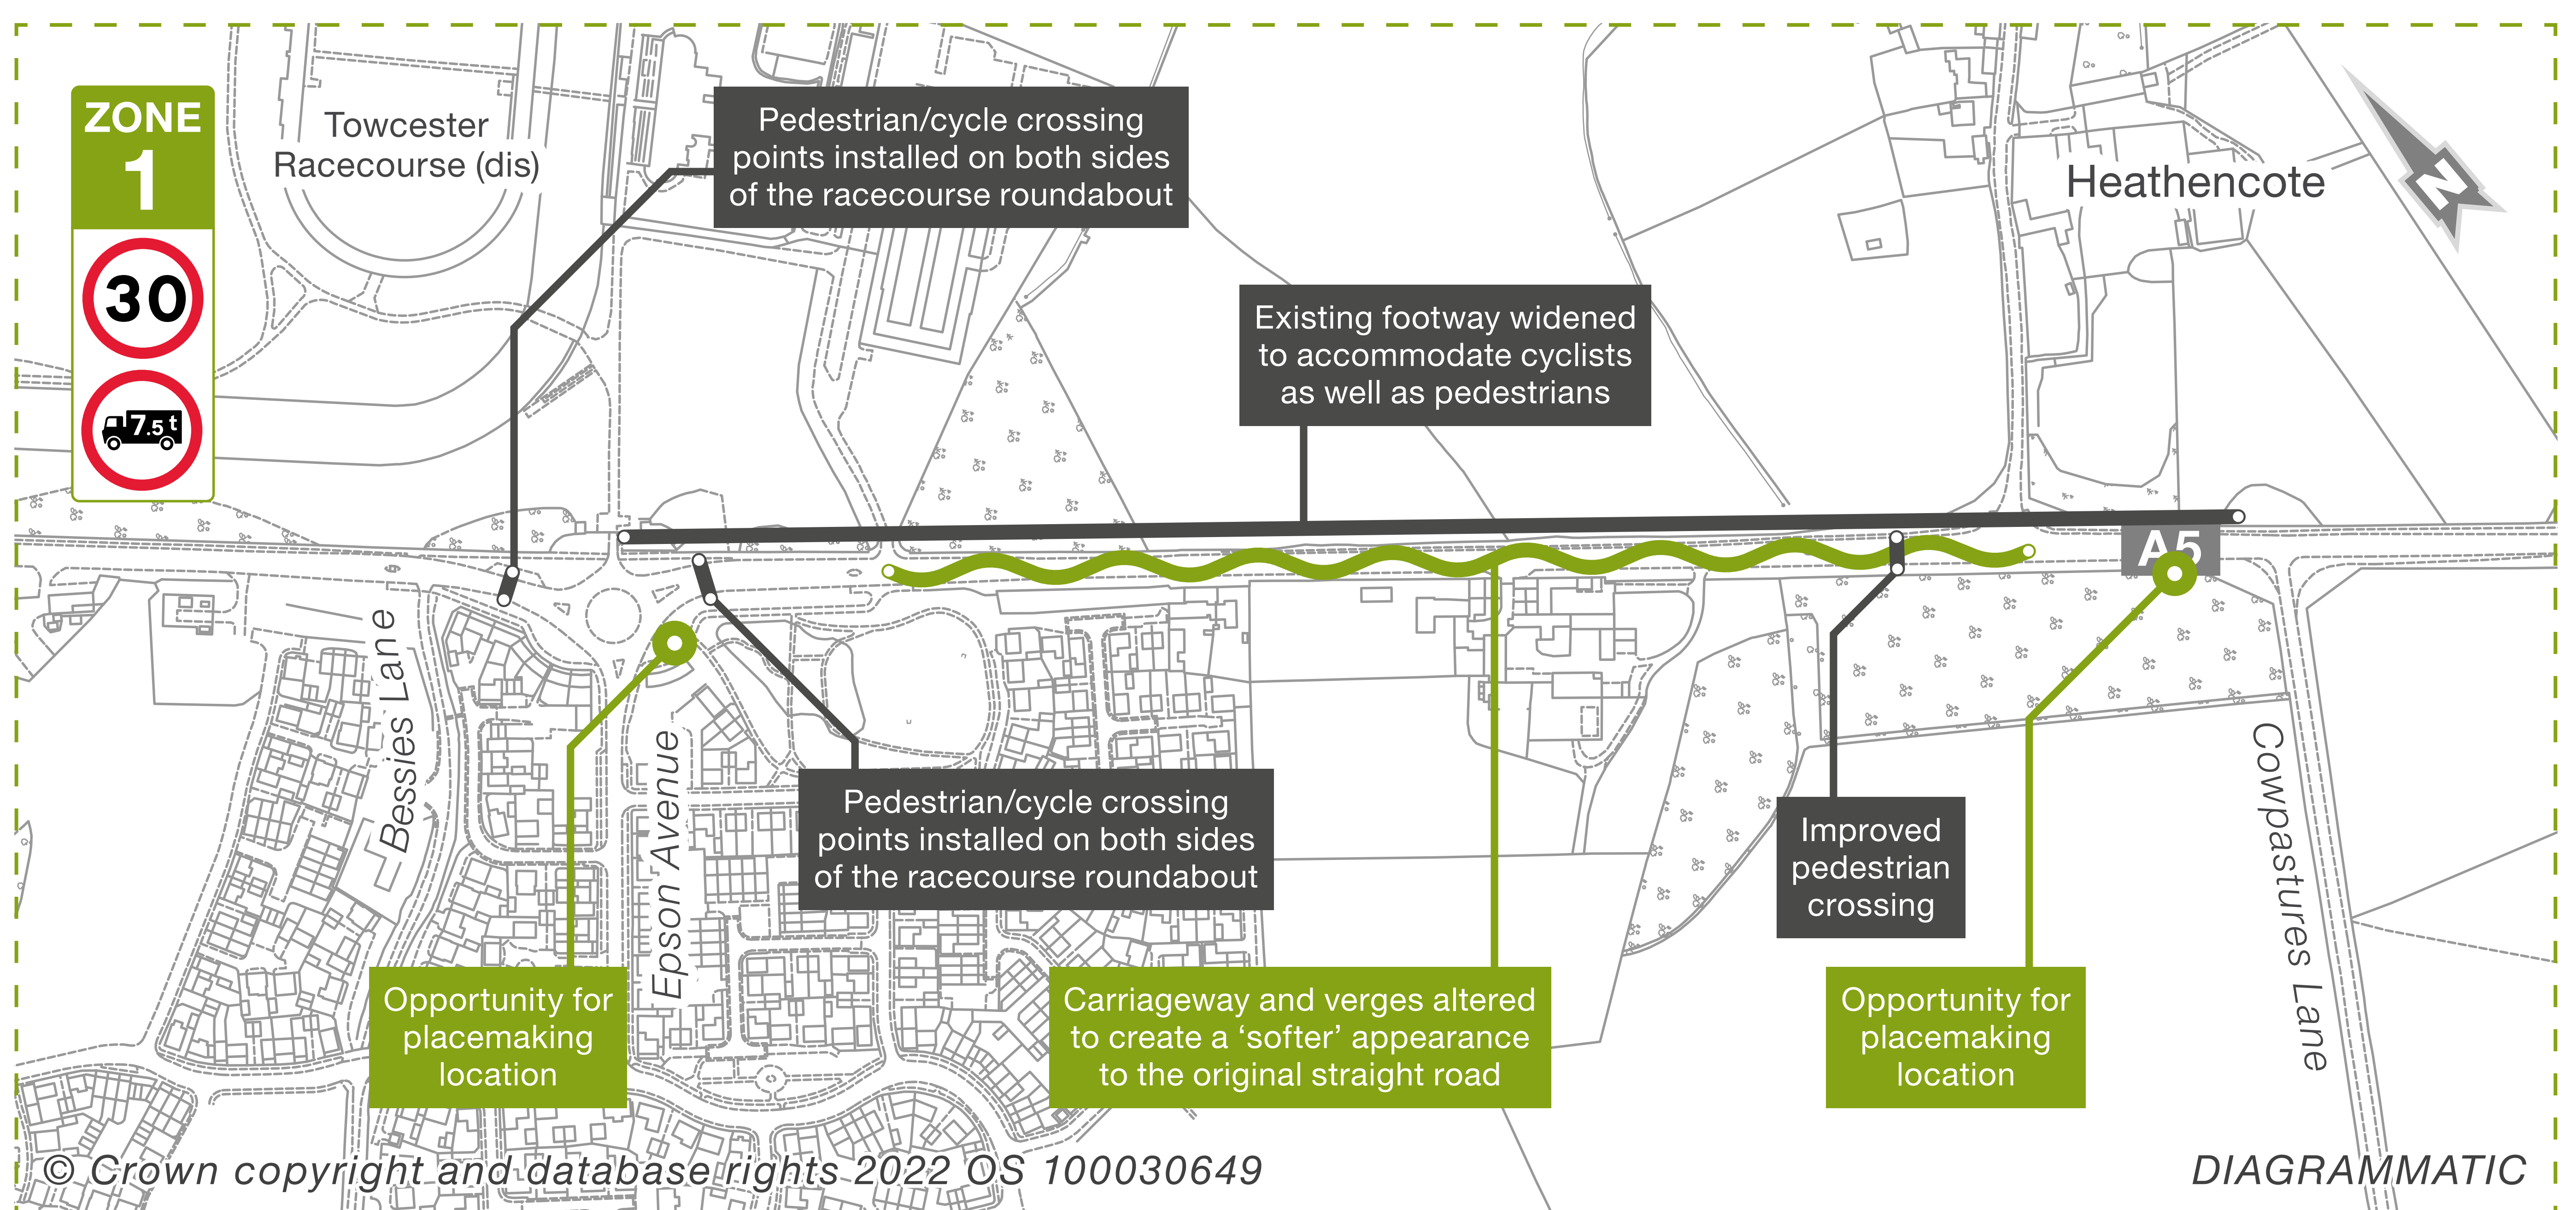 ZONE
1
30
7.5 t
Towcester
Racecourse (dis)
Pedestrian/cycle crossing
points installed on both sides
of the racecourse roundabout
Existing footway widened
to accommodate cyclists
as well as pedestrians
Heathencote
N
A5
Bessies Lane
Epson Avenue
Pedestrian/cycle crossing
points installed on both sides
of the racecourse roundabout
Improved
pedestrian
crossing
Cowpastures Lane
Opportunity for
placemaking
location
Carriageway and verges altered
to create a ‘softer’ appearance
to the original straight road
Opportunity for
placemaking
location
© Crown copyright and database rights 2022 OS 100030649
DIAGRAMMATIC